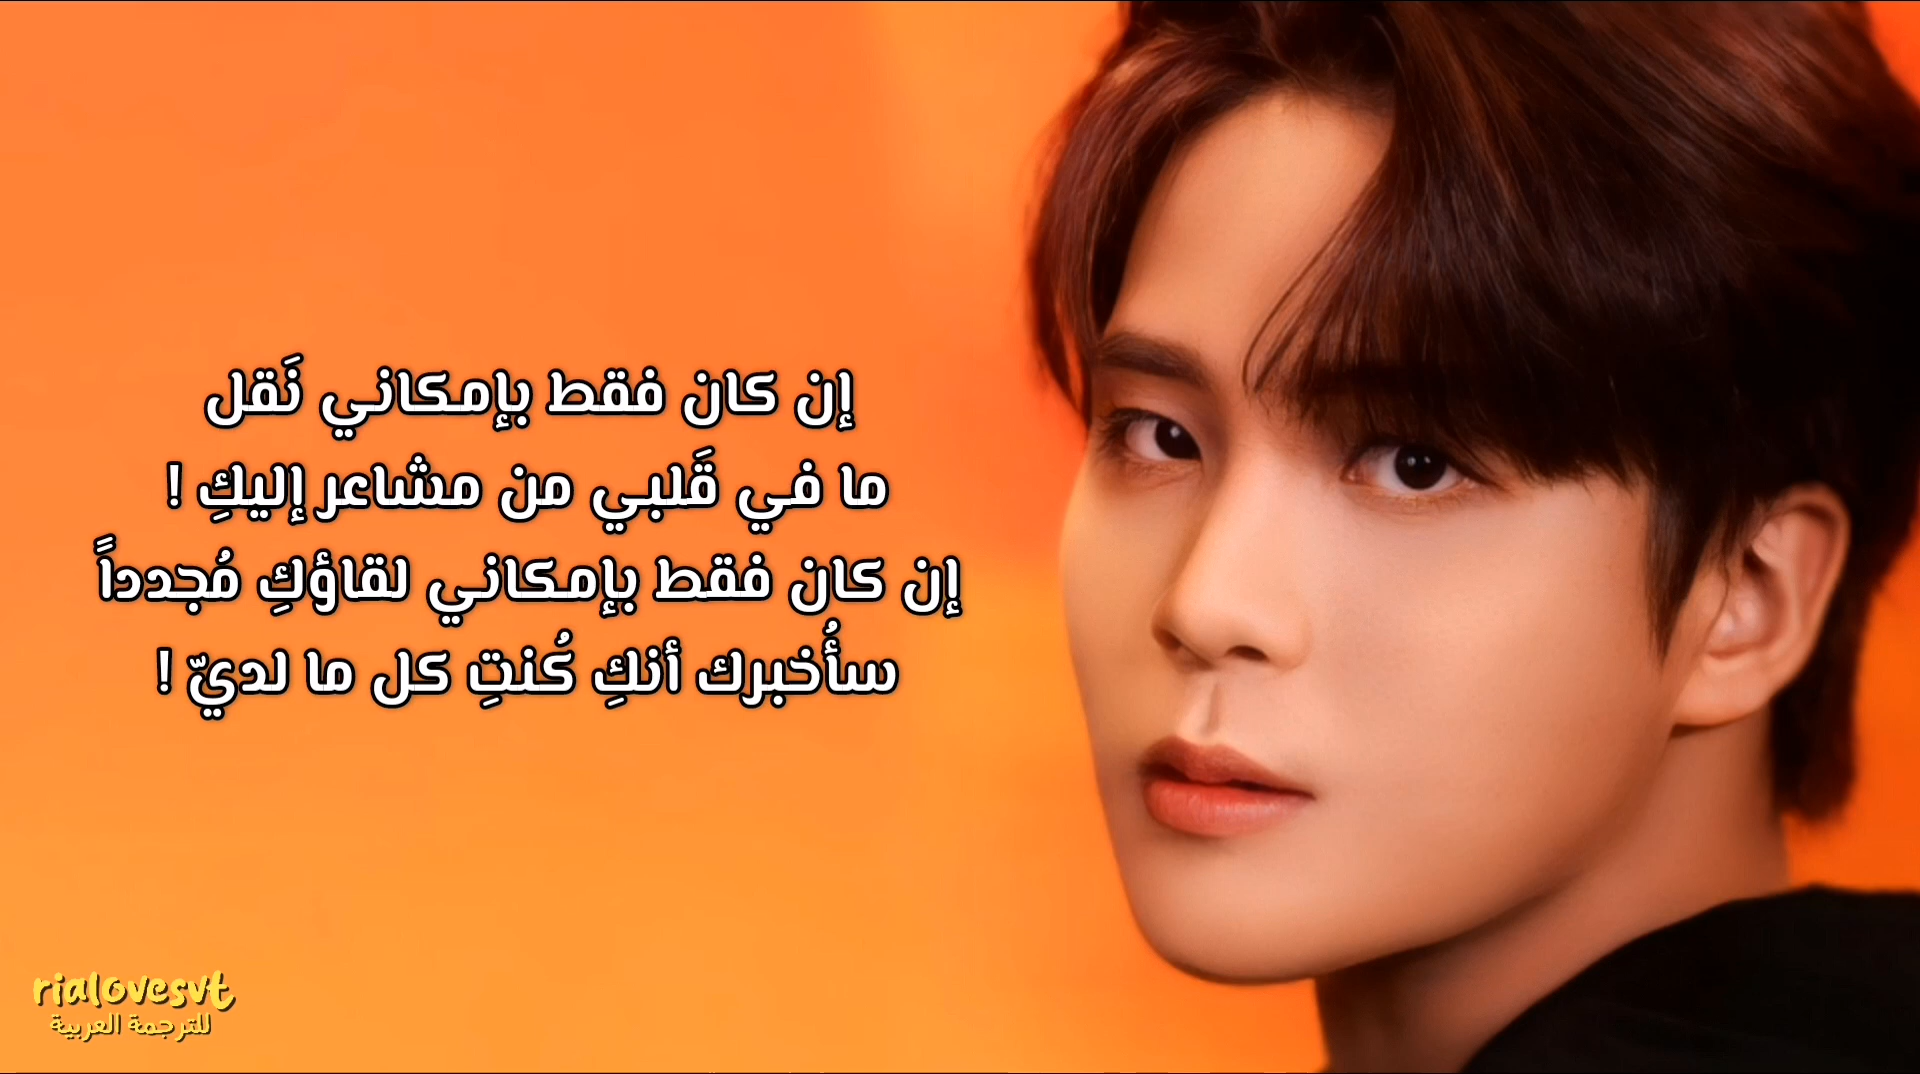 إن كان فقط بإمكاني نَقل
ما في قَلبي من مشاعر إليكِ !
إن كان فقط بإمكاني لقاؤكِ مُجدداً
سأُخبرك أنكِ كُنتِ كل ما لديّ !
rialovesvt
للترجمة العربية